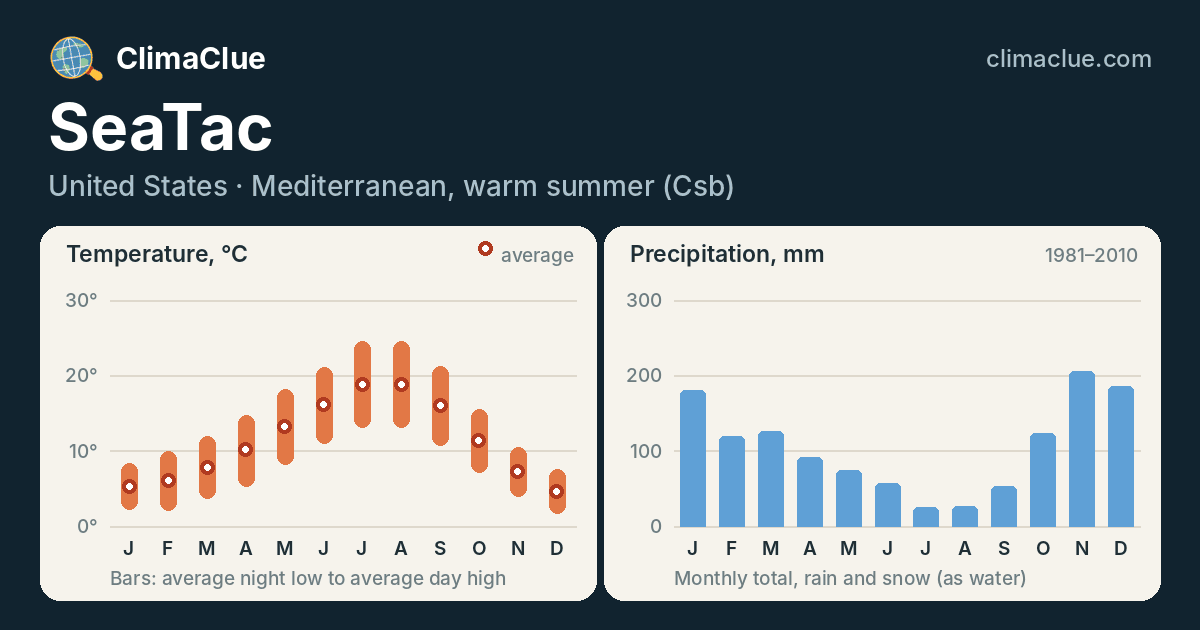 ClimaClue
climaclue.com
SeaTac
United States · Mediterranean, warm summer (Csb)
Temperature, °C
average
30°
20°
10°
0°
J F M A M J J A S O N D
Bars: average night low to average day high
Precipitation, mm
1981–2010
300
200
100
0
J F M A M J J A S O N D
Monthly total, rain and snow (as water)